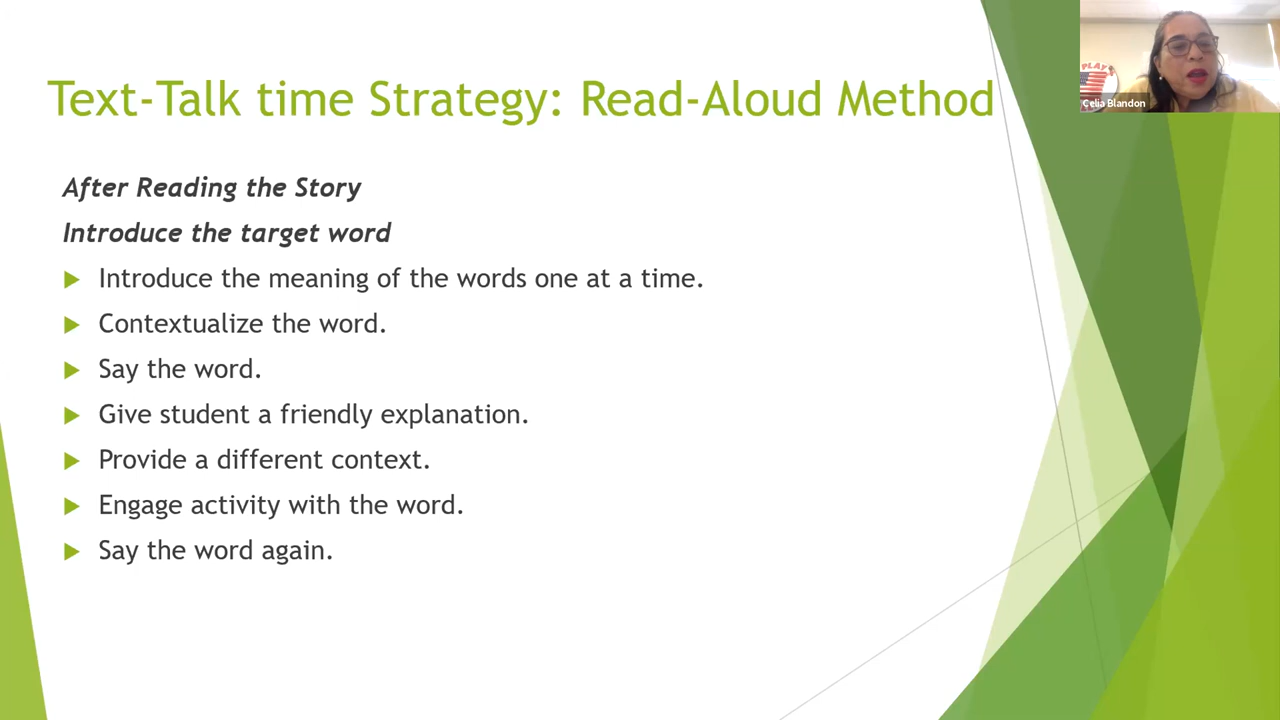 Text-Talk time Strategy: Read-Aloud Method
After Reading the Story
Introduce the target word
Introduce the meaning of the words one at a time.
Contextualize the word.
Say the word.
Give student a friendly explanation.
Provide a different context.
Engage activity with the word.
Say the word again.
PLAY
Celia Blandon